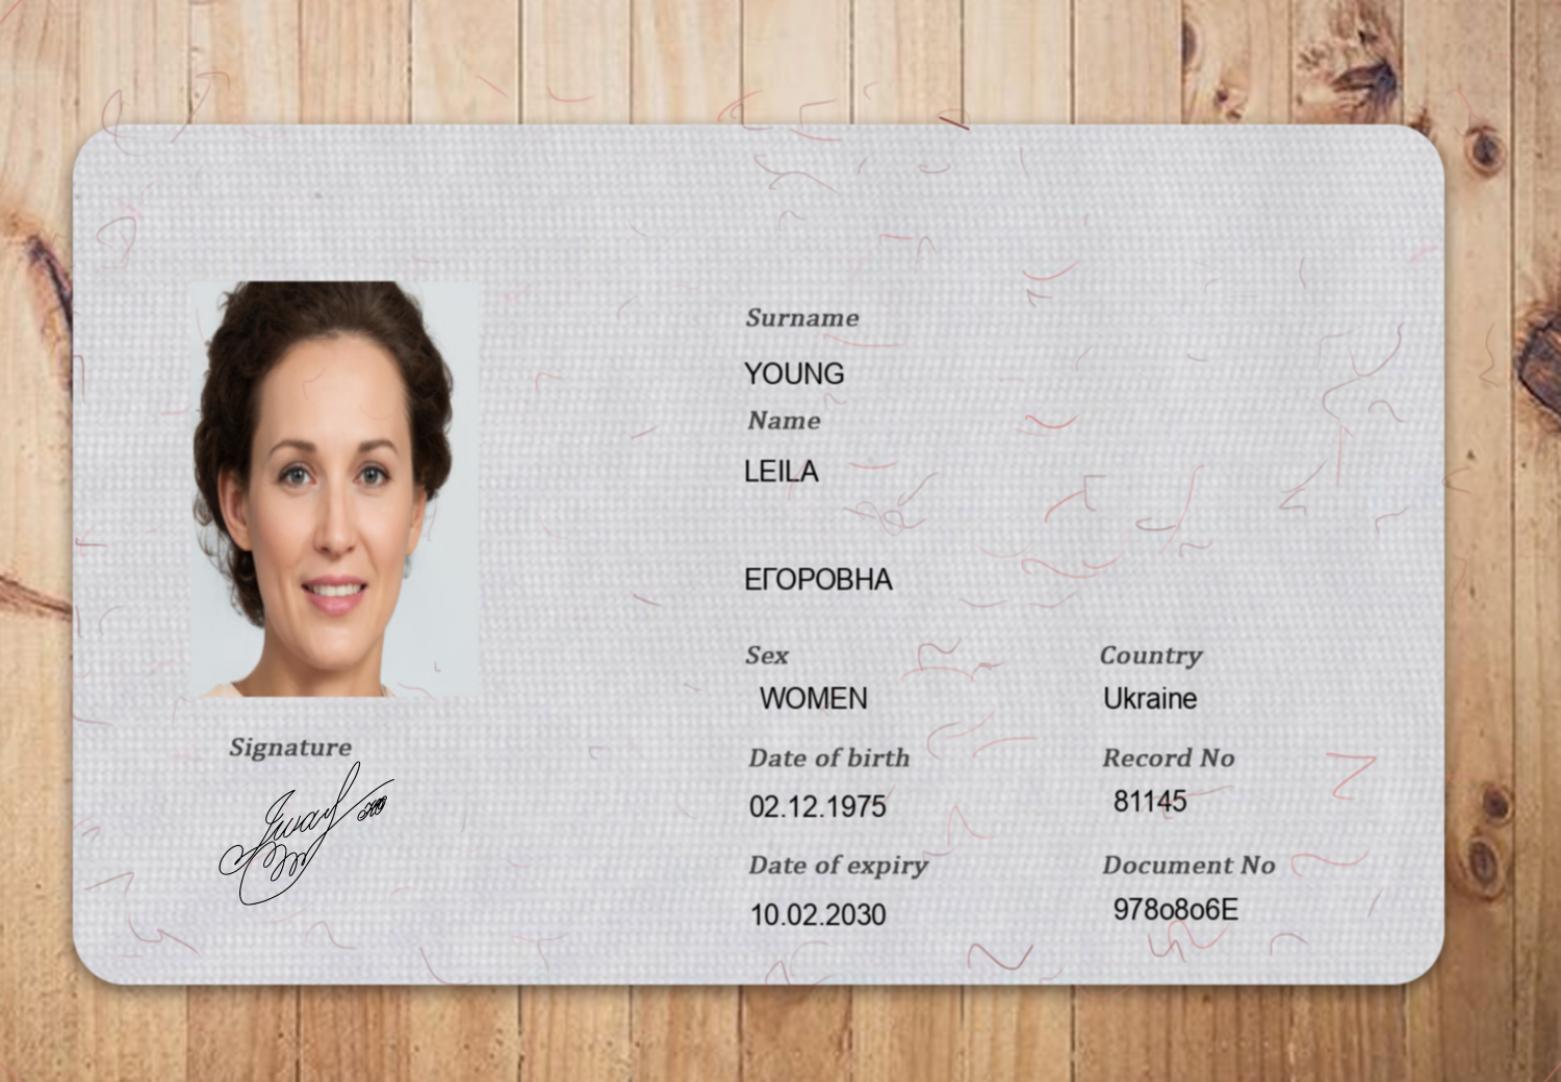 Surname
YOUNG
Name
LEILA
ЕГОРОВНА
Sex
WOMEN
Country
Ukraine
Date of birth
02.12.1975
Record No
81145
Date of expiry
10.02.2030
Document No
978o8o6E
Signature